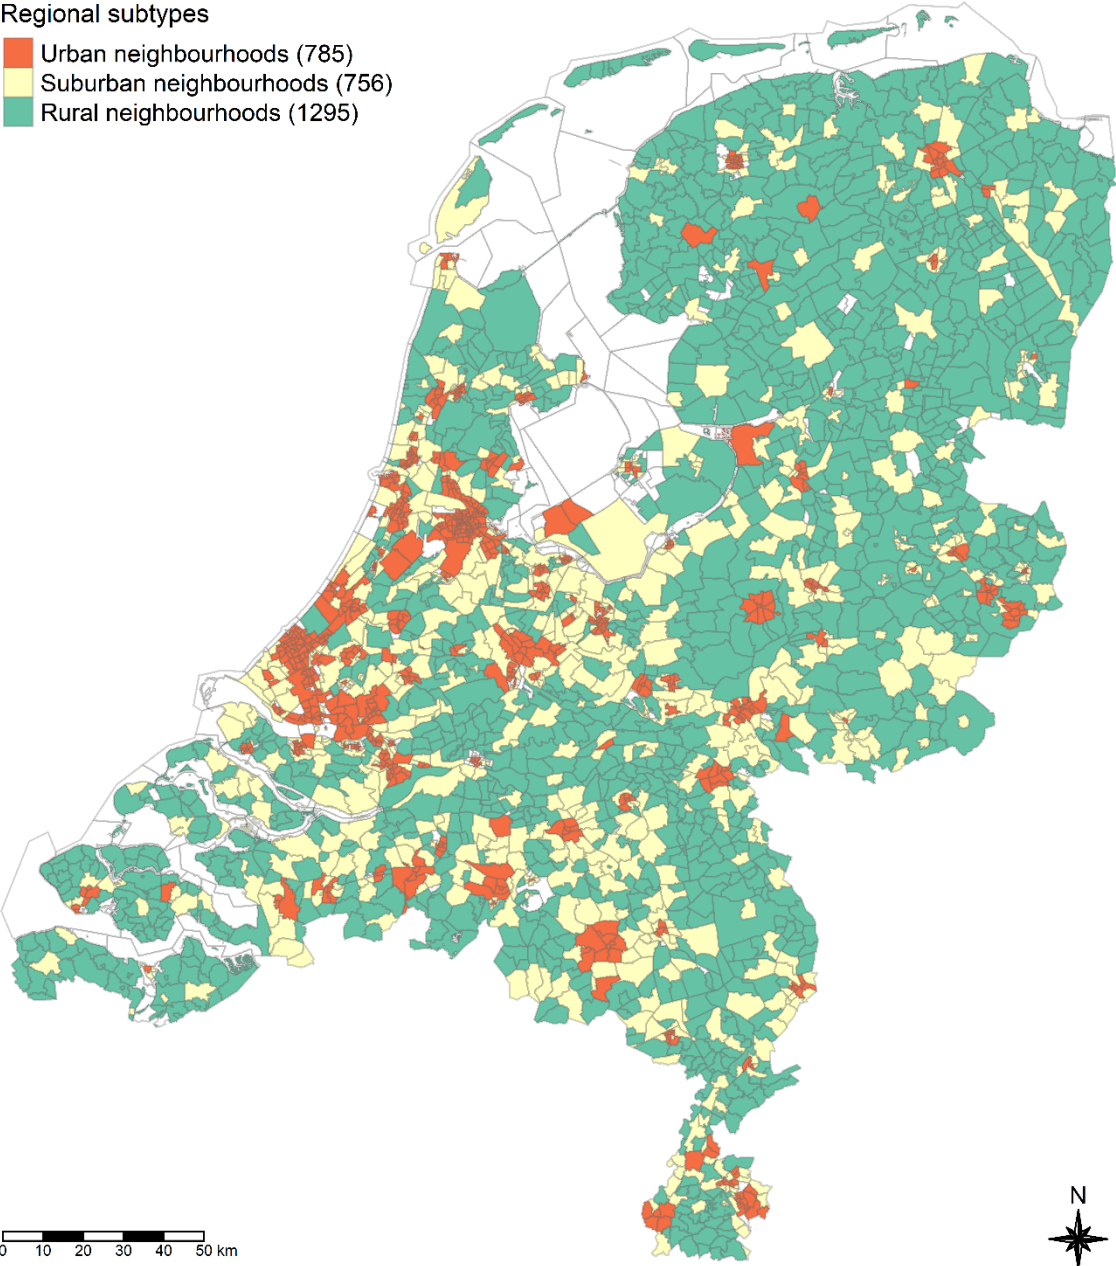 Regional subtypes
Urban neighbourhoods (785)
Suburban neighbourhoods (756)
Rural neighbourhoods (1295)
N
0 10 20 30 40 50 km